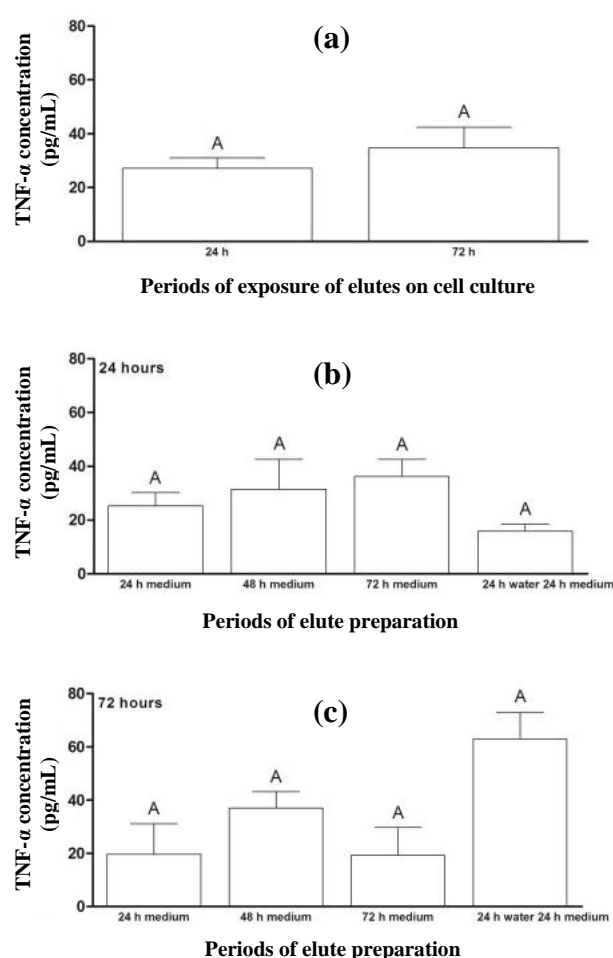 (a)
TNF-α concentration
(pg/mL)
80
60
40
20
0
A
A
24 h
72 h
Periods of exposure of elutes on cell culture
(b)
24 hours
TNF-α concentration
(pg/mL)
80
60
40
20
0
A
A
A
A
24 h medium
48 h medium
72 h medium
24 h water 24 h medium
Periods of elute preparation
(c)
72 hours
TNF-α concentration
(pg/mL)
80
60
40
20
0
A
A
A
A
24 h medium
48 h medium
72 h medium
24 h water 24 h medium
Periods of elute preparation